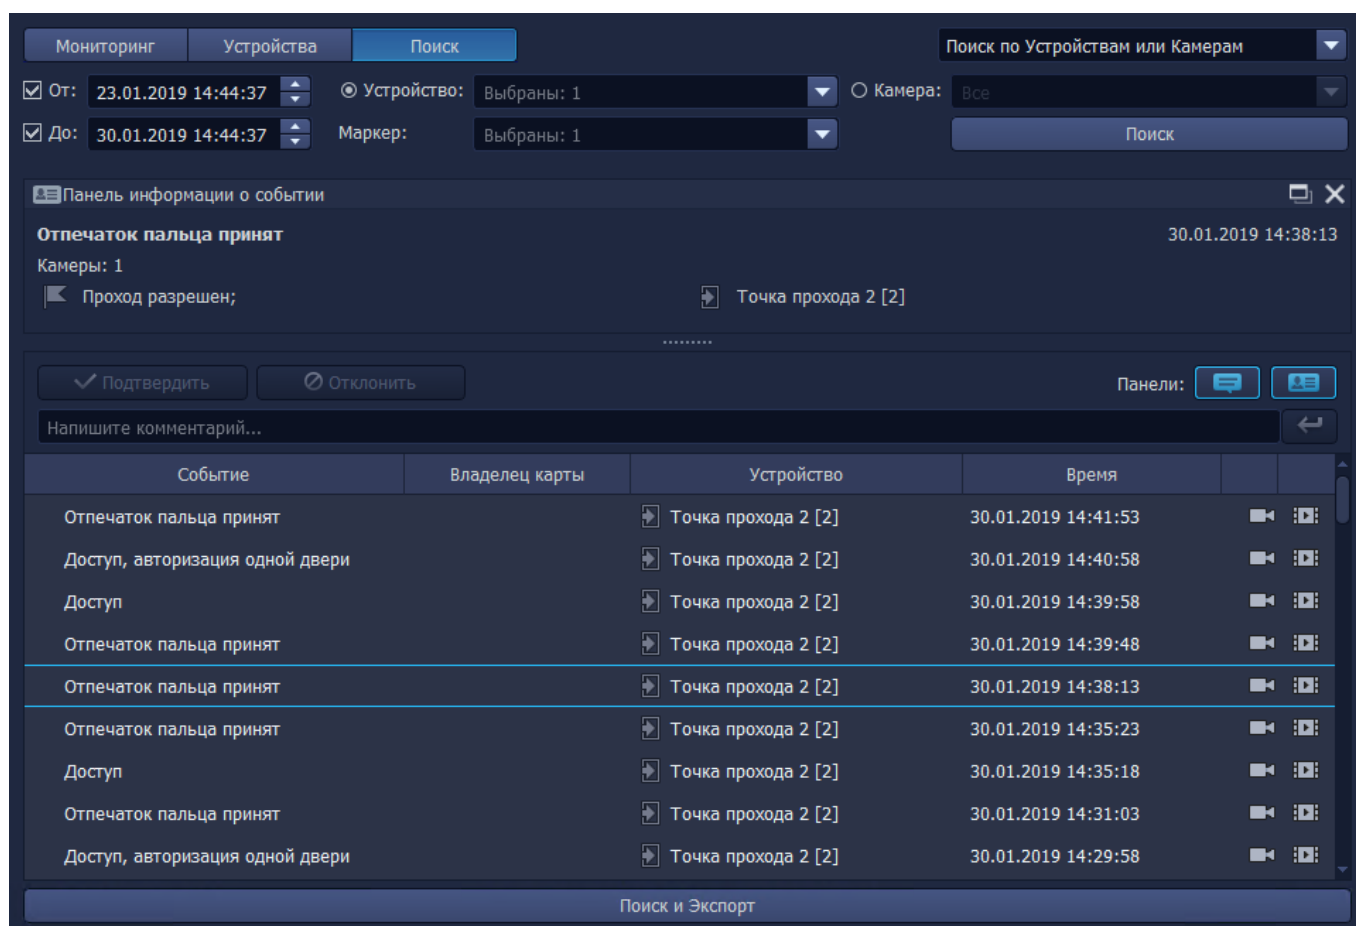 Мониторинг Устройства Поиск Поиск по Устройствам или Камерам
От: 23.01.2019 14:44:37 Устройство: Выбраны: 1 Камера: Все
До: 30.01.2019 14:44:37 Маркер: Выбраны: 1 Поиск
Панель информации о событии
Отпечаток пальца принят 30.01.2019 14:38:13
Камеры: 1
Проход разрешен; Точка прохода 2 [2]
Подтвердить Отклонить Панели:
Напишите комментарий...
Событие Владелец карты Устройство Время
Отпечаток пальца принят Точка прохода 2 [2] 30.01.2019 14:41:53
Доступ, авторизация одной двери Точка прохода 2 [2] 30.01.2019 14:40:58
Доступ Точка прохода 2 [2] 30.01.2019 14:39:58
Отпечаток пальца принят Точка прохода 2 [2] 30.01.2019 14:39:48
Отпечаток пальца принят Точка прохода 2 [2] 30.01.2019 14:38:13
Отпечаток пальца принят Точка прохода 2 [2] 30.01.2019 14:35:23
Доступ Точка прохода 2 [2] 30.01.2019 14:35:18
Отпечаток пальца принят Точка прохода 2 [2] 30.01.2019 14:31:03
Доступ, авторизация одной двери Точка прохода 2 [2] 30.01.2019 14:29:58
Поиск и Экспорт